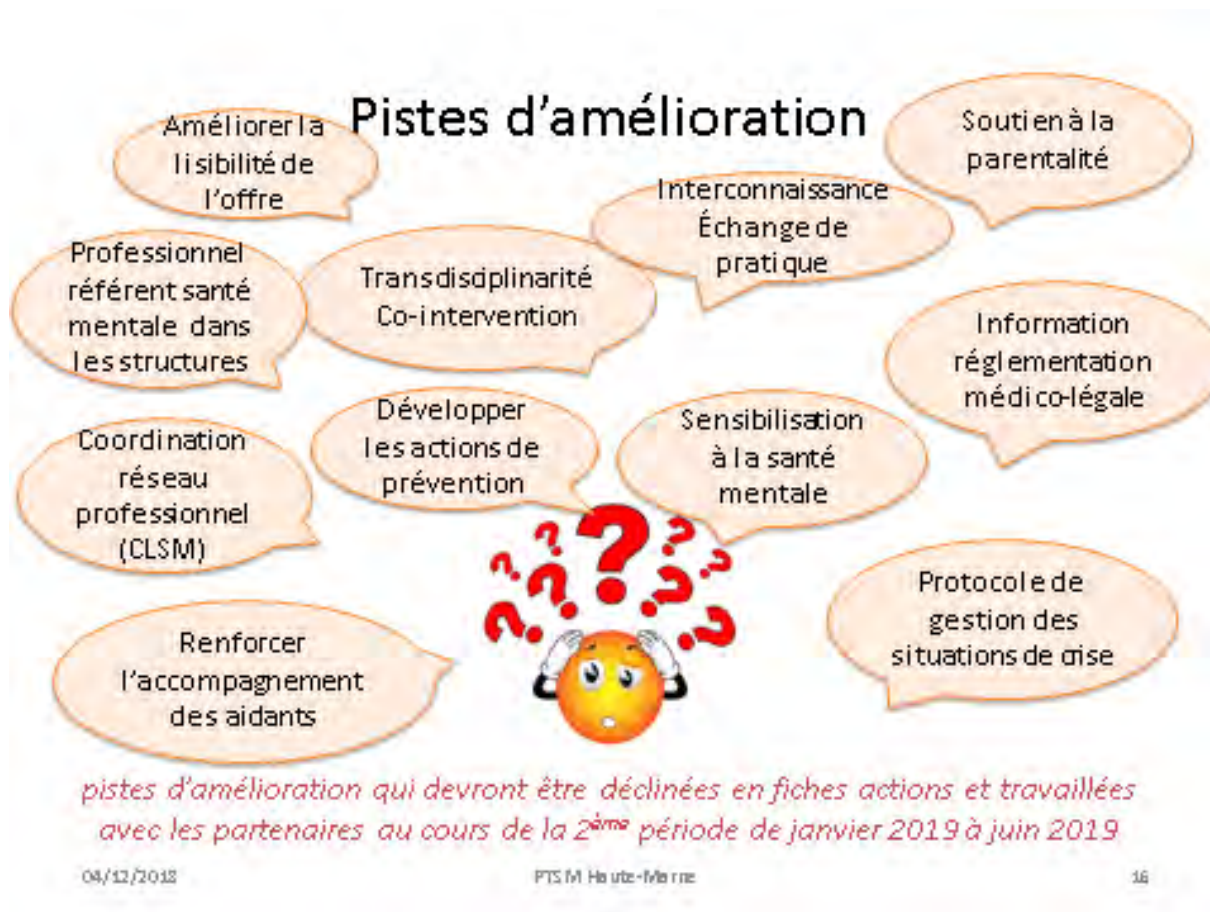 Pistes d'amélioration
Améliorer la
lisibilité de
l'offre
Soutien à la
parentalité
Interconnaissance
Échange de
pratique
Professionnel
référent santé
mentale dans
les structures
Transdisciplinarité
Co-intervention
Information
réglementation
médico-légale
Développer
les actions de
prévention
Sensibilisation
à la santé
mentale
Coordination
réseau
professionnel
(CLSM)
Protocole de
gestion des
situations de crise
Renforcer
l'accompagnement
des aidants
? ? ? ? ? ? ? ? ?
pistes d'amélioration qui devront être déclinées en fiches actions et travaillées
avec les partenaires au cours de la 2ème période de janvier 2019 à juin 2019
04/12/2018
PTSM Haute-Marne
16